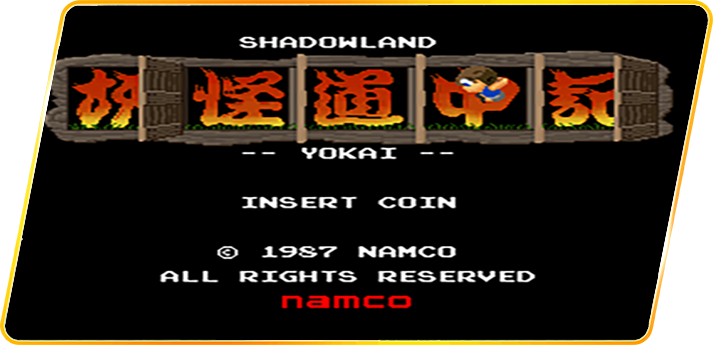 SHADOWLAND
妖怪道中記
-- YOKAI --
INSERT COIN
© 1987 NAMCO
ALL RIGHTS RESERVED
namco